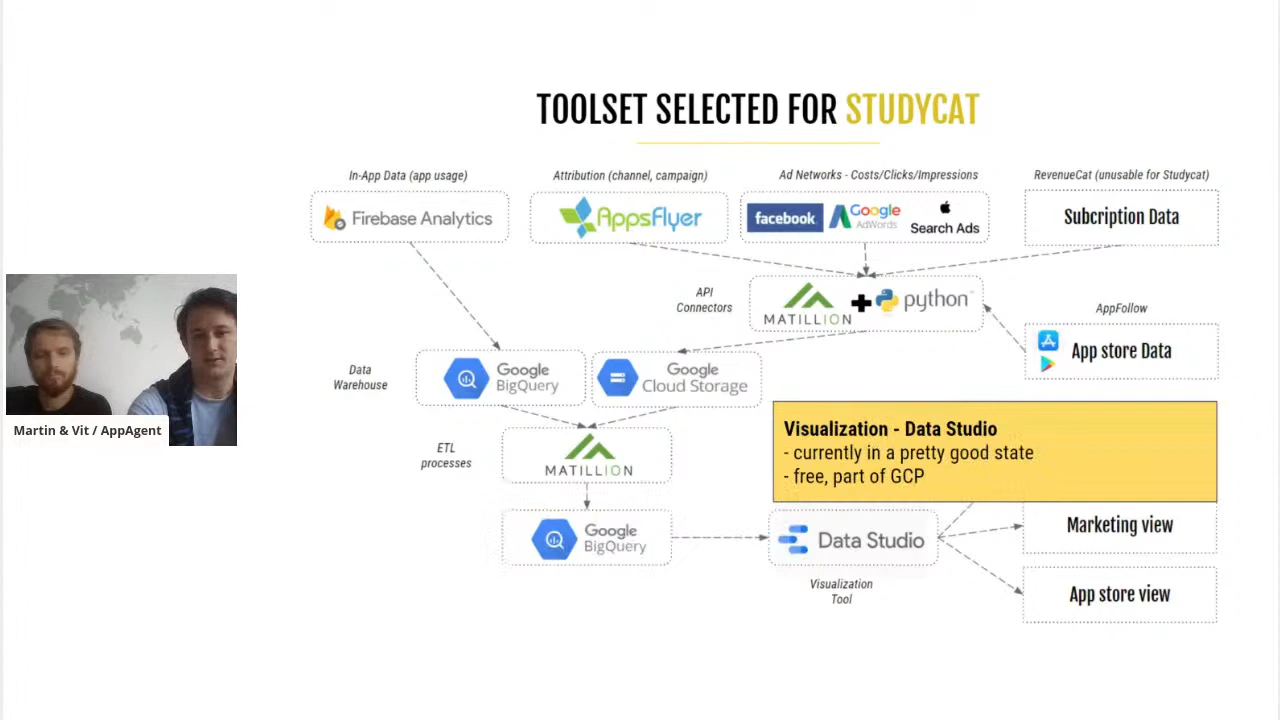 TOOLSET SELECTED FOR STUDYCAT
In-App Data (app usage)
Firebase Analytics
Attribution (channel, campaign)
AppsFlyer
Ad Networks - Costs/Clicks/Impressions
facebook
Google
AdWords
Search Ads
RevenueCat (unusable for Studycat)
Subcription Data
API
Connectors
MATILLION
python
AppFollow
App store Data
Data
Warehouse
Google
BigQuery
Google
Cloud Storage
Martin & Vit / AppAgent
ETL
processes
MATILLION
Visualization - Data Studio
- currently in a pretty good state
- free, part of GCP
Google
BigQuery
Data Studio
Visualization
Tool
Marketing view
App store view